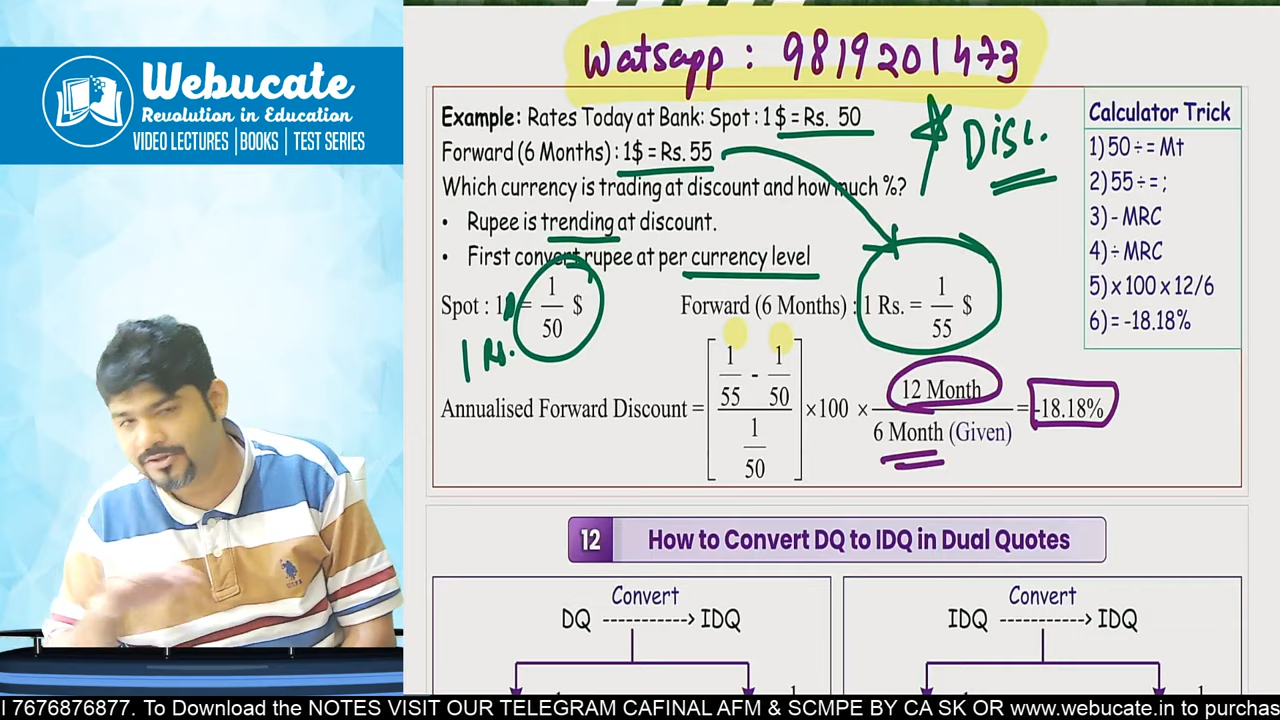 Webucate
Revolution in Education
VIDEO LECTURES | BOOKS | TEST SERIES
Watsapp : 9819201473
Example: Rates Today at Bank: Spot : 1 $ = Rs. 50
Forward (6 Months) : 1$ = Rs. 55
Which currency is trading at discount and how much %?
• Rupee is trending at discount.
• First convert rupee at per currency level
Disc.
Calculator Trick
1) 50 ÷ = Mt
2) 55 ÷ = ;
3) - MRC
4) ÷ MRC
5) x 100 x 12/6
6) = -18.18%
Spot : 1 = 1/50 $
1 Rs.
Forward (6 Months) : 1 Rs. = 1/55 $
Annualised Forward Discount = [ (1/55 - 1/50) / (1/50) ] ×100 × 12 Month / 6 Month (Given) = -18.18%
12 How to Convert DQ to IDQ in Dual Quotes
Convert
DQ -----------> IDQ
Convert
IDQ -----------> IDQ
1
1
l 7676876877. To Download the NOTES VISIT OUR TELEGRAM CAFINAL AFM & SCMPE BY CA SK OR www.webucate.in to purchas